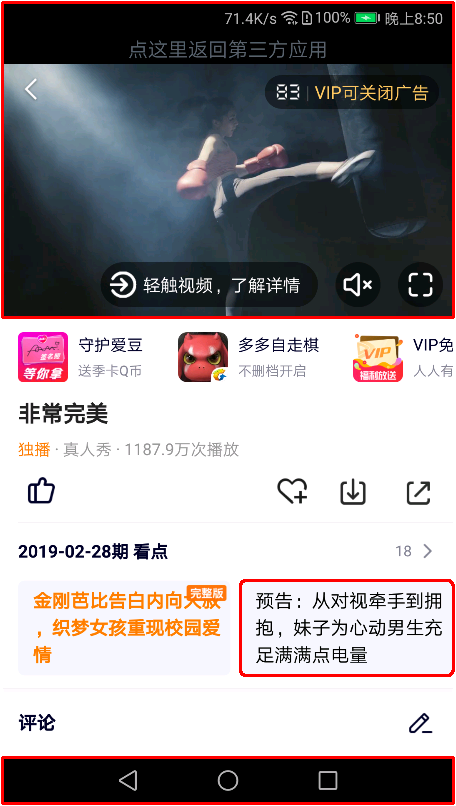 71.4K/s 100% 晚上8:50
点这里返回第三方应用
83 VIP可关闭广告
轻触视频，了解详情
守护爱豆 多多自走棋 VIP免
等你拿 送季卡Q币 不删档开启 VIP 福利放送 人人有
非常完美
独播 · 真人秀 · 1187.9万次播放
2019-02-28期 看点 18
完整版
金刚芭比告白内向大叔
，织梦女孩重现校园爱
情
预告：从对视牵手到拥
抱，妹子为心动男生充
足满满点电量
评论